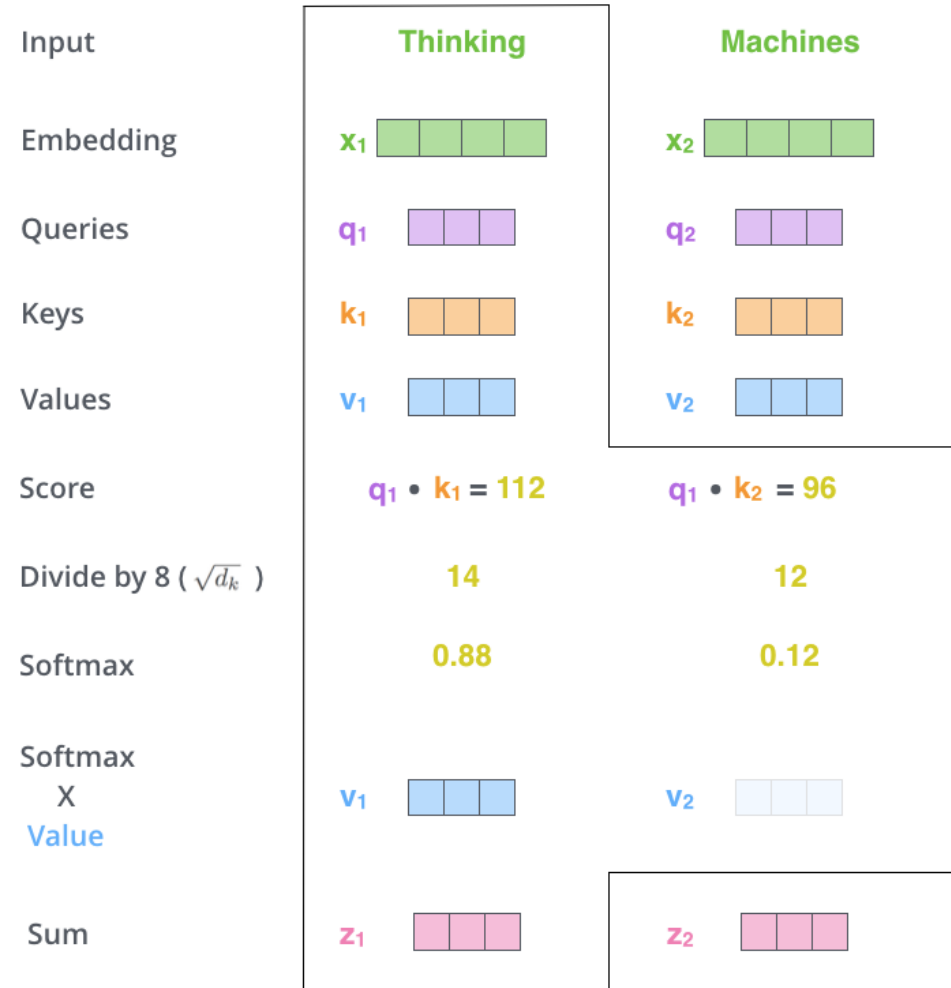 Input Thinking Machines
Embedding x₁ x₂
Queries q₁ q₂
Keys k₁ k₂
Values v₁ v₂
Score q₁ • k₁ = 112 q₁ • k₂ = 96
Divide by 8 ( √dₖ ) 14 12
Softmax 0.88 0.12
Softmax
X
Value v₁ v₂
Sum z₁ z₂